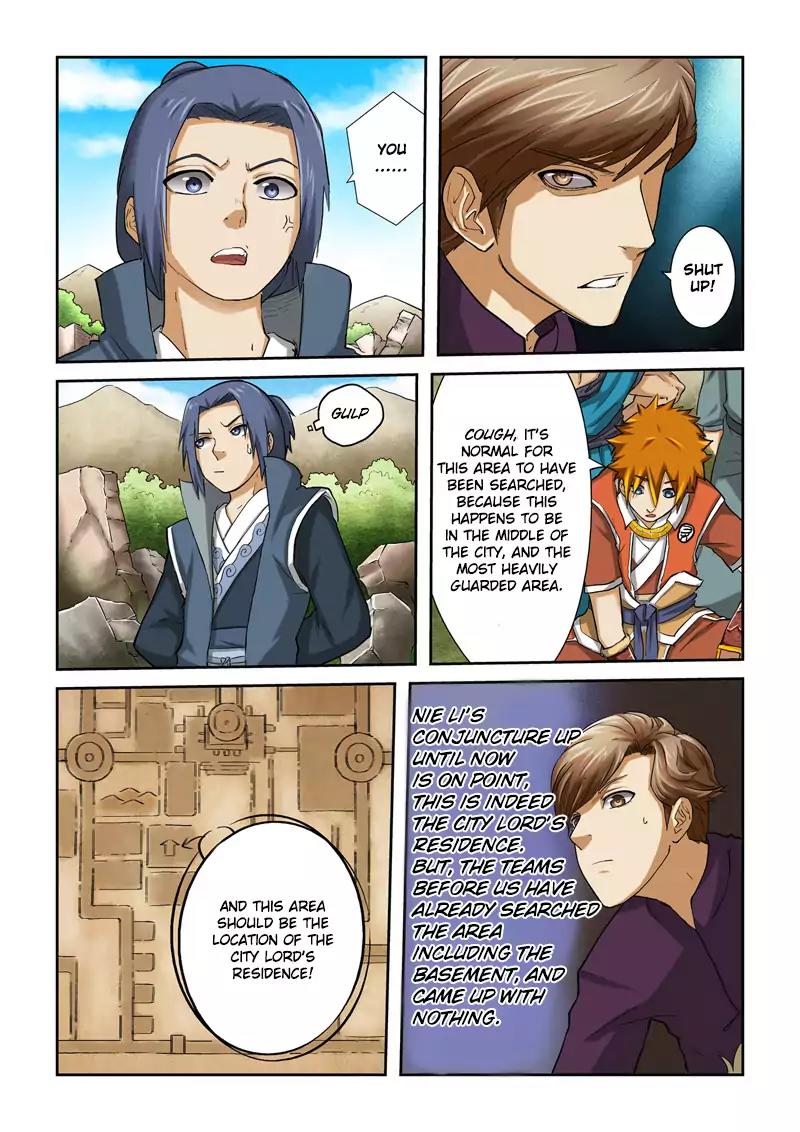 YOU
......
SHUT
UP!
GULP
COUGH, IT'S
NORMAL FOR
THIS AREA TO HAVE
BEEN SEARCHED,
BECAUSE THIS
HAPPENS TO BE
IN THE MIDDLE OF
THE CITY, AND THE
MOST HEAVILY
GUARDED AREA.
AND THIS AREA
SHOULD BE THE
LOCATION OF THE
CITY LORD'S
RESIDENCE!
NIE LI'S
CONJUNCTURE UP
UNTIL NOW
IS ON POINT,
THIS IS INDEED
THE CITY LORD'S
RESIDENCE.
BUT, THE TEAMS
BEFORE US HAVE
ALREADY SEARCHED
THE AREA
INCLUDING THE
BASEMENT, AND
CAME UP WITH
NOTHING.